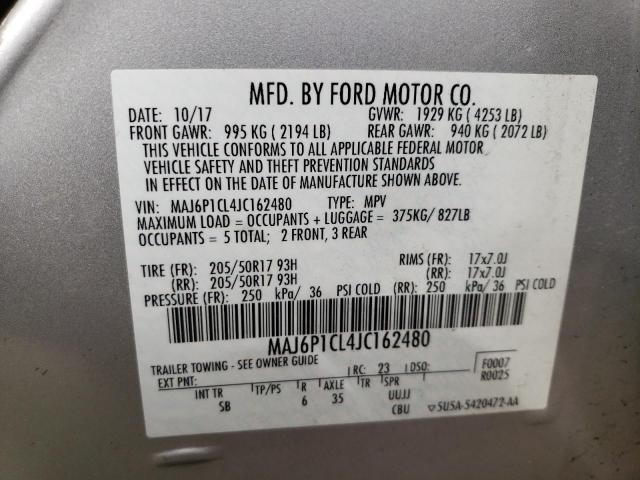 MFD. BY FORD MOTOR CO.
DATE: 10/17 GVWR: 1929 KG ( 4253 LB)
FRONT GAWR: 995 KG ( 2194 LB) REAR GAWR: 940 KG ( 2072 LB)
THIS VEHICLE CONFORMS TO ALL APPLICABLE FEDERAL MOTOR
VEHICLE SAFETY AND THEFT PREVENTION STANDARDS
IN EFFECT ON THE DATE OF MANUFACTURE SHOWN ABOVE.
VIN: MAJ6P1CL4JC162480 TYPE: MPV
MAXIMUM LOAD = OCCUPANTS + LUGGAGE = 375KG/ 827LB
OCCUPANTS = 5 TOTAL; 2 FRONT, 3 REAR
TIRE (FR): 205/50R17 93H RIMS (FR): 17x7.0J
(RR): 205/50R17 93H (RR): 17x7.0J
PRESSURE (FR): 250 kPa/ 36 PSI COLD (RR): 250 kPa/ 36 PSI COLD
MAJ6P1CL4JC162480
TRAILER TOWING - SEE OWNER GUIDE
EXT PNT: RC: 23 DSO: F0007
R0025
INT TR TP/PS R AXLE TR SPR
SB 6 35 UUJJ
CBU SU5A-5420472-AA